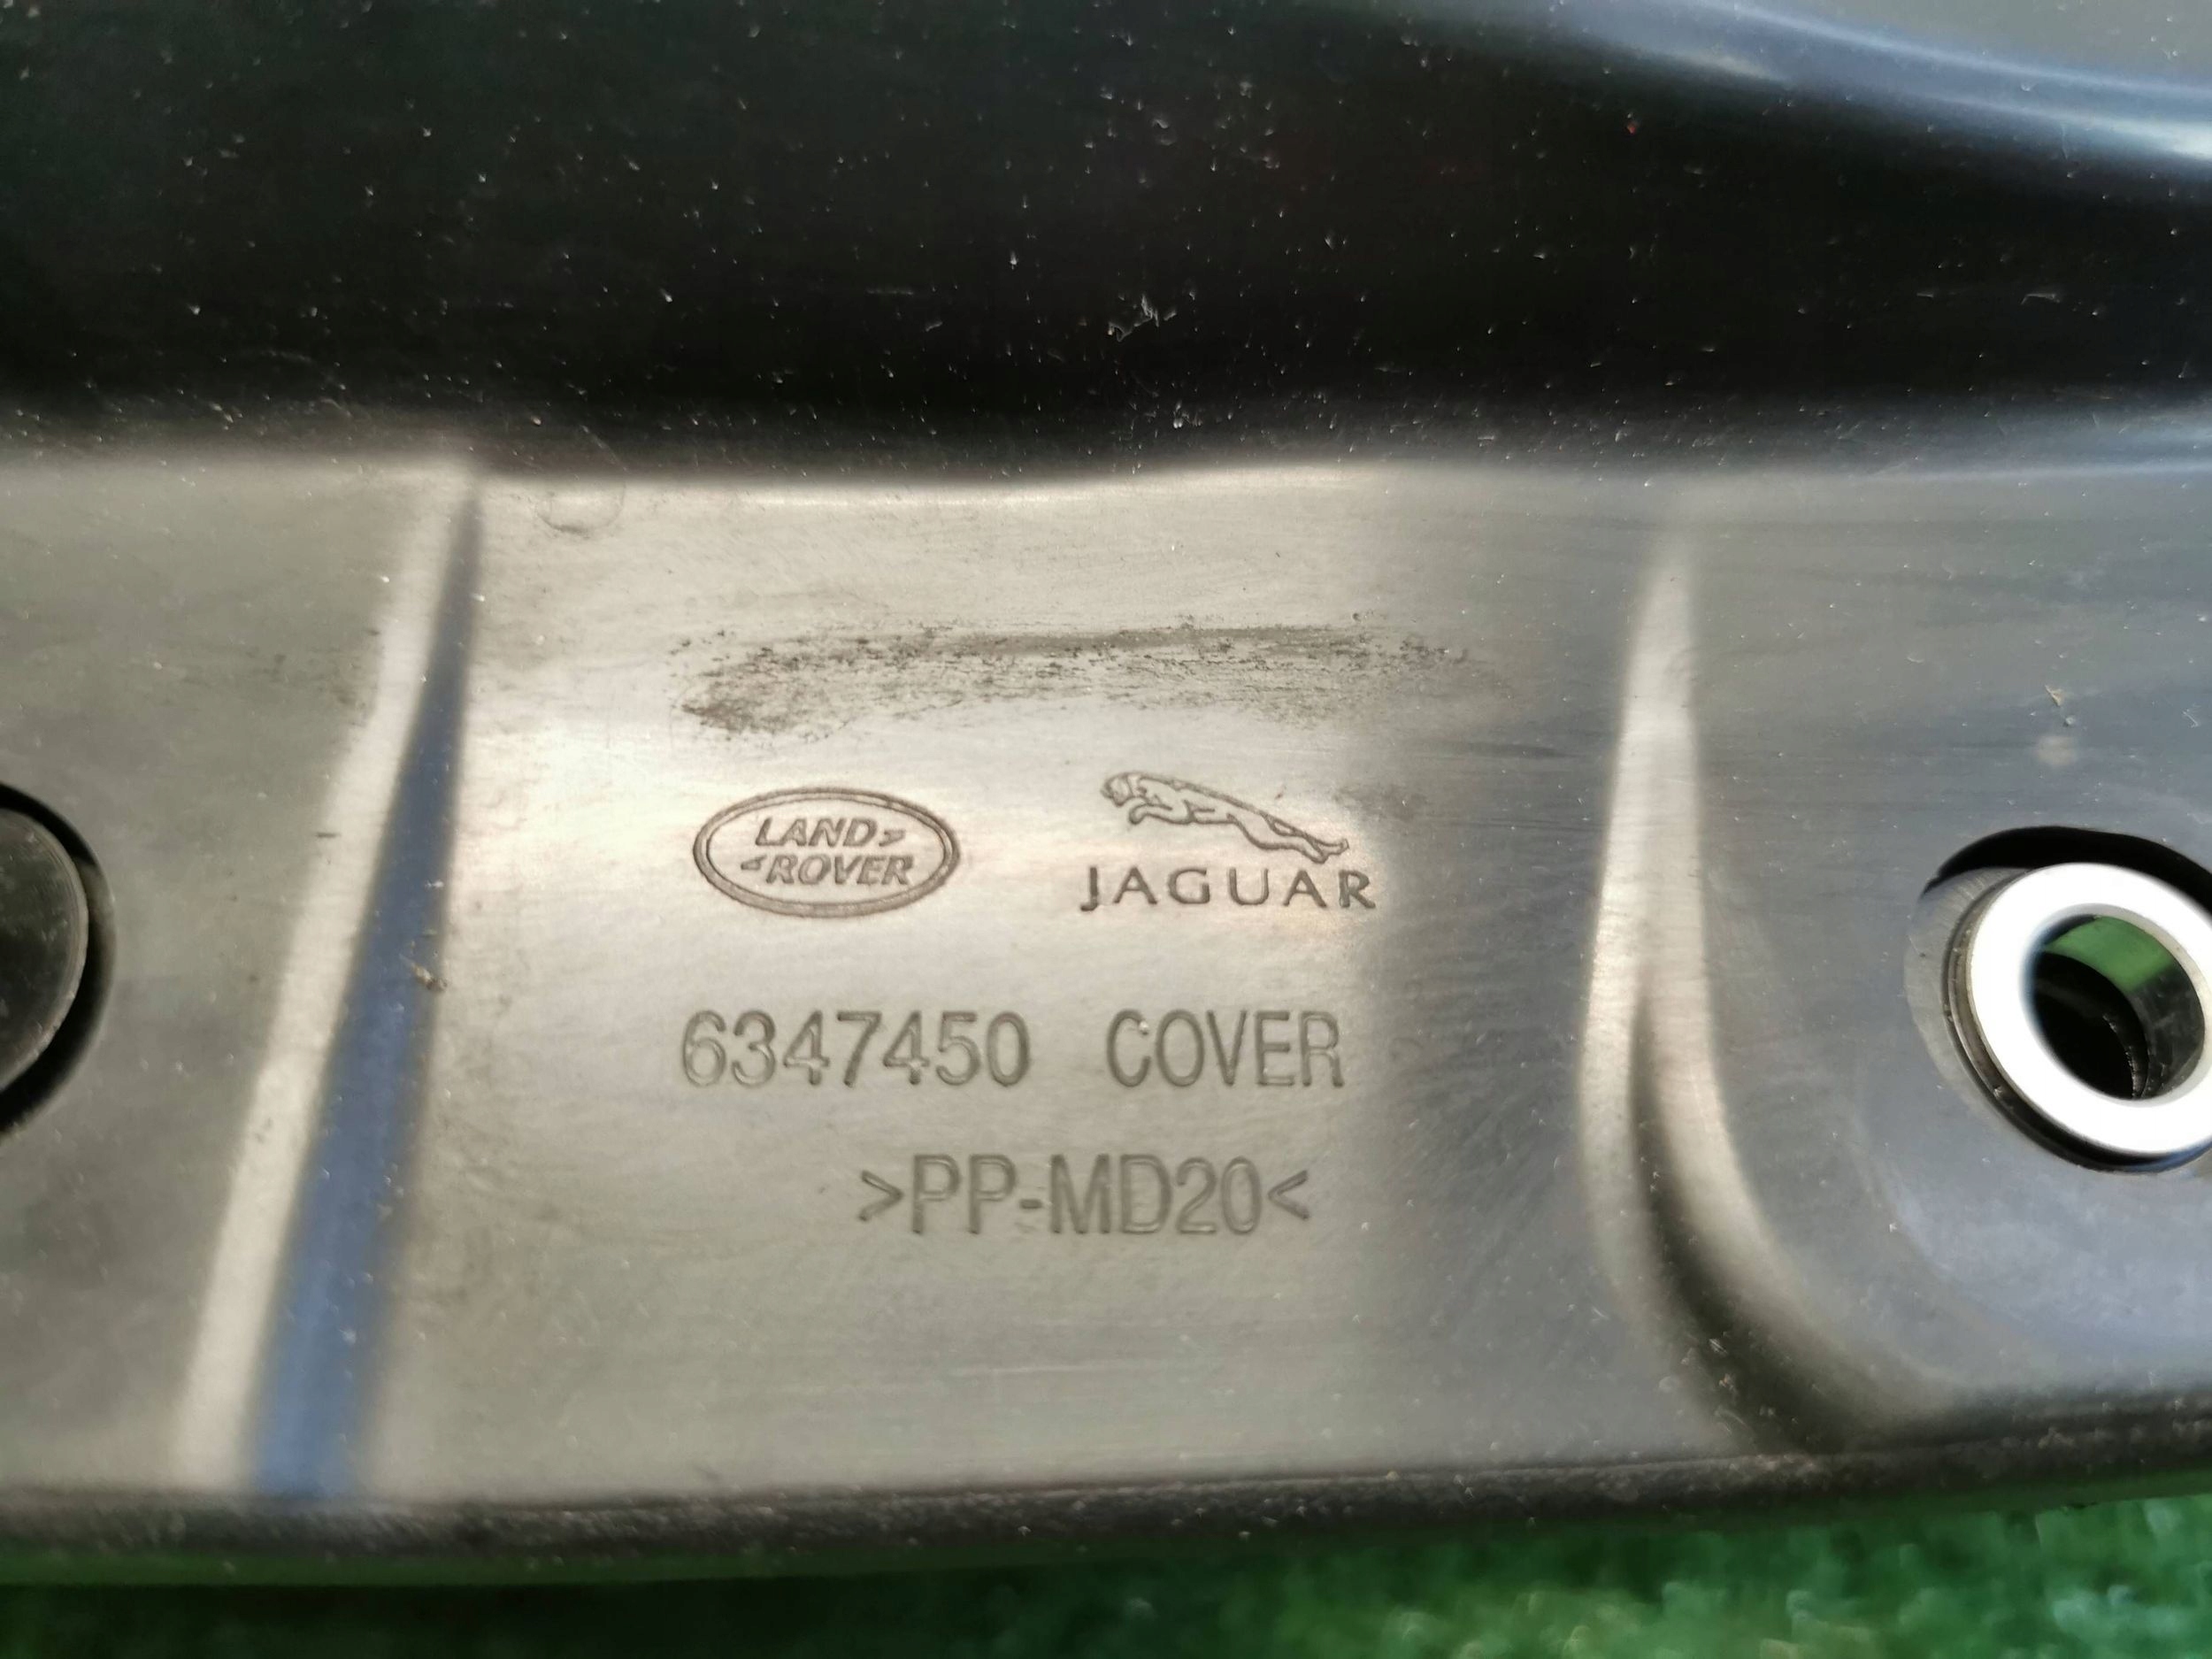 LAND
ROVER
JAGUAR
6347450 COVER
>PP-MD20<